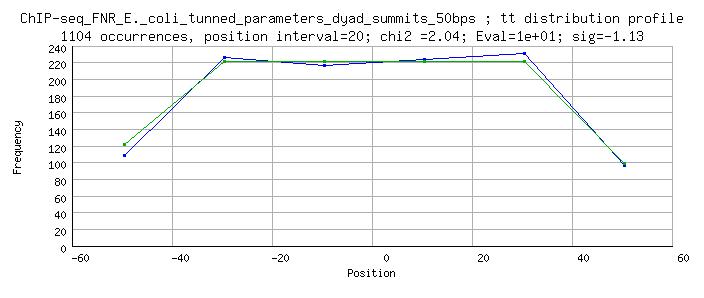 ChIP-seq_FNR_E._coli_tunned_parameters_dyad_summits_50bps ; tt distribution profile
1104 occurrences, position interval=20; chi2 =2.04; Eval=1e+01; sig=-1.13
240
220
200
180
160
140
120
100
80
60
40
20
0
Frequency
-60 -40 -20 0 20 40 60
Position